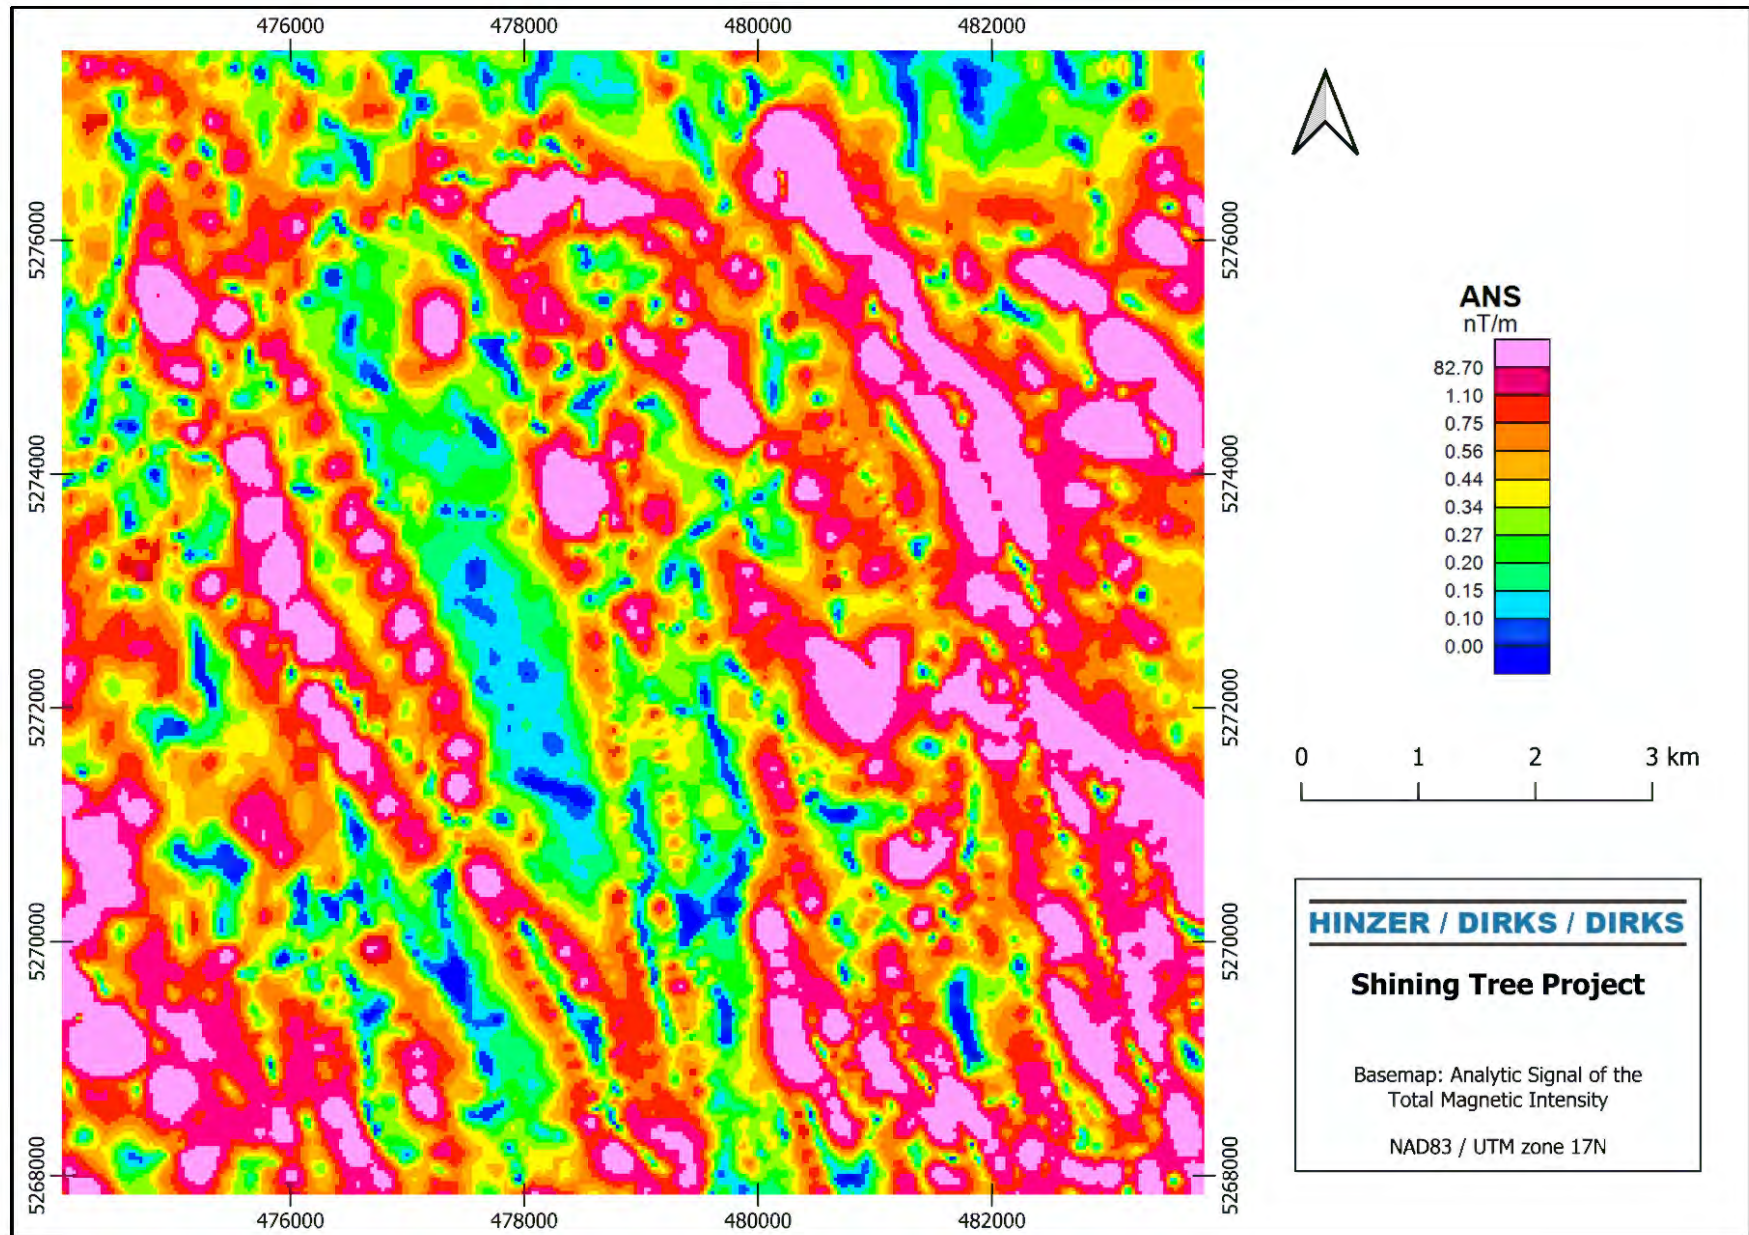 476000 478000 480000 482000
5276000
5274000
5272000
5270000
5268000
5276000
5274000
5272000
5270000
5268000
476000 478000 480000 482000
ANS
nT/m
82.70
1.10
0.75
0.56
0.44
0.34
0.27
0.20
0.15
0.10
0.00
0 1 2 3 km
HINZER / DIRKS / DIRKS
Shining Tree Project
Basemap: Analytic Signal of the
Total Magnetic Intensity
NAD83 / UTM zone 17N